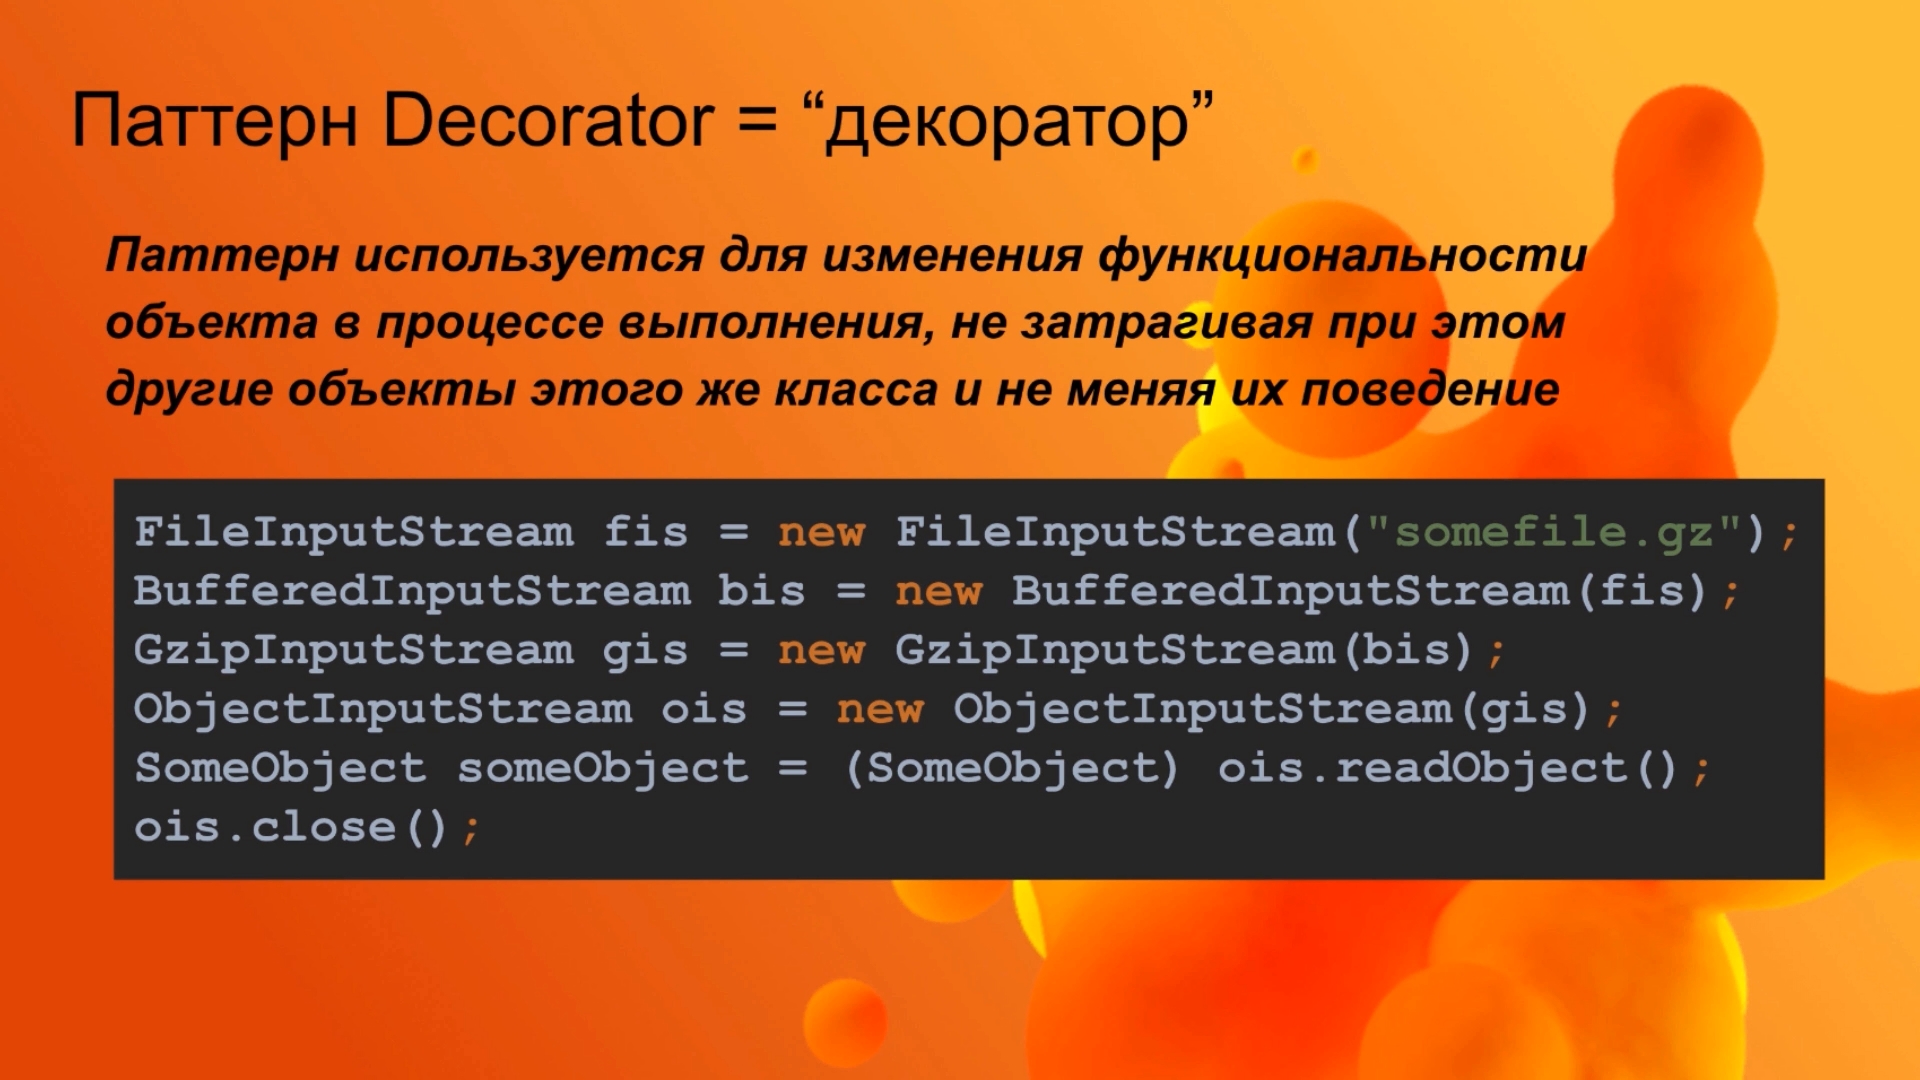 Паттерн Decorator = “декоратор”
Паттерн используется для изменения функциональности
объекта в процессе выполнения, не затрагивая при этом
другие объекты этого же класса и не меняя их поведение
FileInputStream fis = new FileInputStream("somefile.gz");
BufferedInputStream bis = new BufferedInputStream(fis);
GzipInputStream gis = new GzipInputStream(bis);
ObjectInputStream ois = new ObjectInputStream(gis);
SomeObject someObject = (SomeObject) ois.readObject();
ois.close();